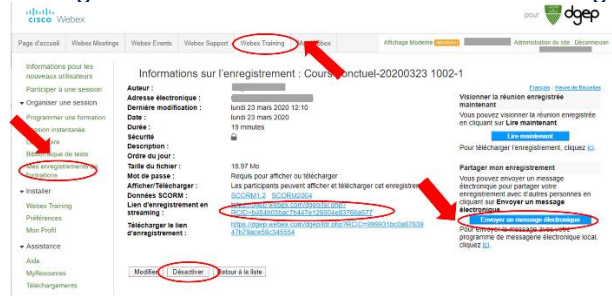 cisco Webex
pour dgep
Page d'accueil Webex Meetings Webex Events Webex Support Webex Training Affichage Moderne Administration du site Déconnexion
Informations pour les nouveaux utilisateurs
Participer à une session
Organiser une session
Programmer une formation
Session instantanée
Bibliothèque de tests
Mes enregistrements de formations
Installer
Webex Training
Préférences
Mon Profil
Assistance
Aide
MyResources
Téléchargements
Informations sur l'enregistrement : Cours ponctuel-20200323 1002-1
Français : Heure de Bruxelles
Auteur :
Adresse électronique :
Dernière modification : lundi 23 mars 2020 12:10
Date : lundi 23 mars 2020
Durée : 19 minutes
Sécurité
Description :
Ordre du jour :
Taille du fichier : 18.97 Mo
Mot de passe : Requis pour afficher ou télécharger
Afficher/Télécharger : Les participants peuvent afficher et télécharger cet enregistrement
Données SCORM : SCORM1.2 SCORM2004
Lien d'enregistrement en streaming :
Télécharger le lien d'enregistrement :
Modifier Désactiver Retour à la liste
Visionner la réunion enregistrée maintenant
Vous pouvez visionner la réunion enregistrée
en cliquant sur Lire maintenant
Lire maintenant
Pour télécharger l'enregistrement, cliquez ici.
Partager mon enregistrement
Vous pouvez envoyer un message
électronique pour partager votre
enregistrement avec d'autres personnes en
cliquant sur Envoyer un message
électronique
Envoyer un message électronique
Pour envoyer le message avec votre
programme de messagerie électronique local,
cliquez ici.